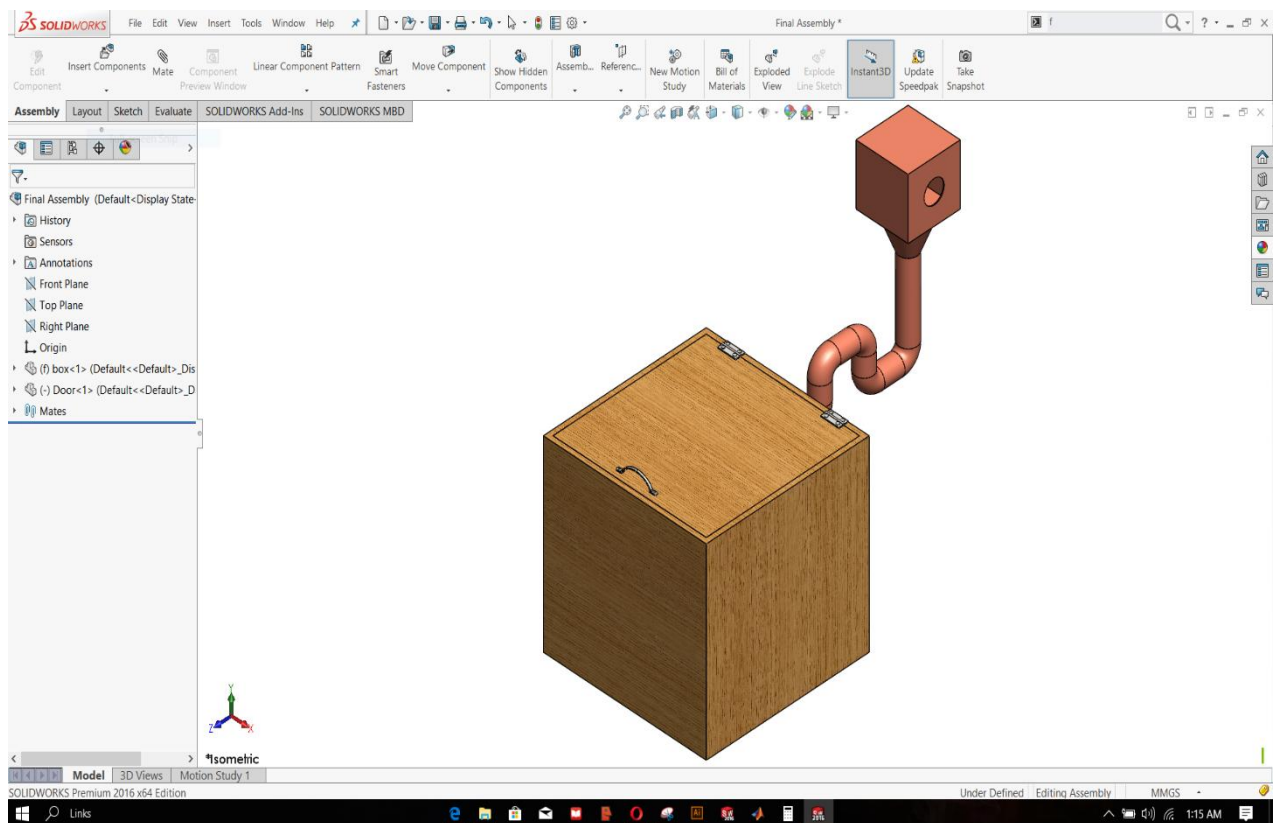 SOLIDWORKS File Edit View Insert Tools Window Help Final Assembly * f
Edit Component Insert Components Mate Component Preview Window Linear Component Pattern Smart Fasteners Move Component Show Hidden Components Assemb... Referenc... New Motion Study Bill of Materials Exploded View Explode Line Sketch Instant3D Update Speedpak Take Snapshot
Assembly Layout Sketch Evaluate SOLIDWORKS Add-Ins SOLIDWORKS MBD
Final Assembly (Default<Display State-
History
Sensors
Annotations
Front Plane
Top Plane
Right Plane
Origin
(f) box<1> (Default<<Default>_Dis
(-) Door<1> (Default<<Default>_D
Mates
Y
Z X
*Isometric
Model 3D Views Motion Study 1
SOLIDWORKS Premium 2016 x64 Edition Under Defined Editing Assembly MMGS -
Links 1:15 AM